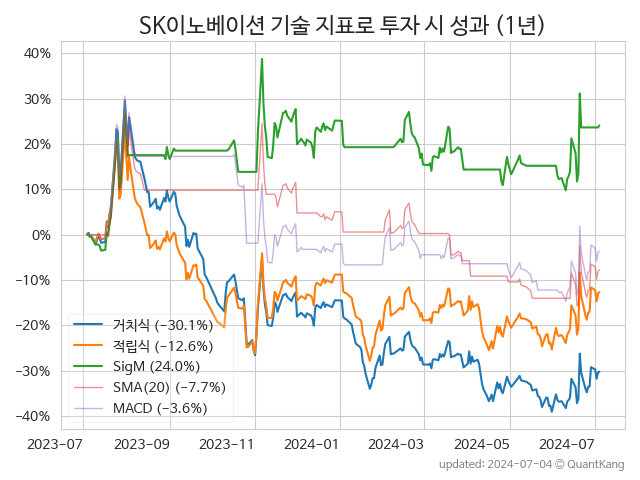 SK이노베이션 기술 지표로 투자 시 성과 (1년)
40%
30%
20%
10%
0%
−10%
−20%
−30%
−40%
거치식 (−30.1%)
적립식 (−12.6%)
SigM (24.0%)
SMA(20) (−7.7%)
MACD (−3.6%)
2023-07 2023-09 2023-11 2024-01 2024-03 2024-05 2024-07
updated: 2024-07-04 © QuantKang